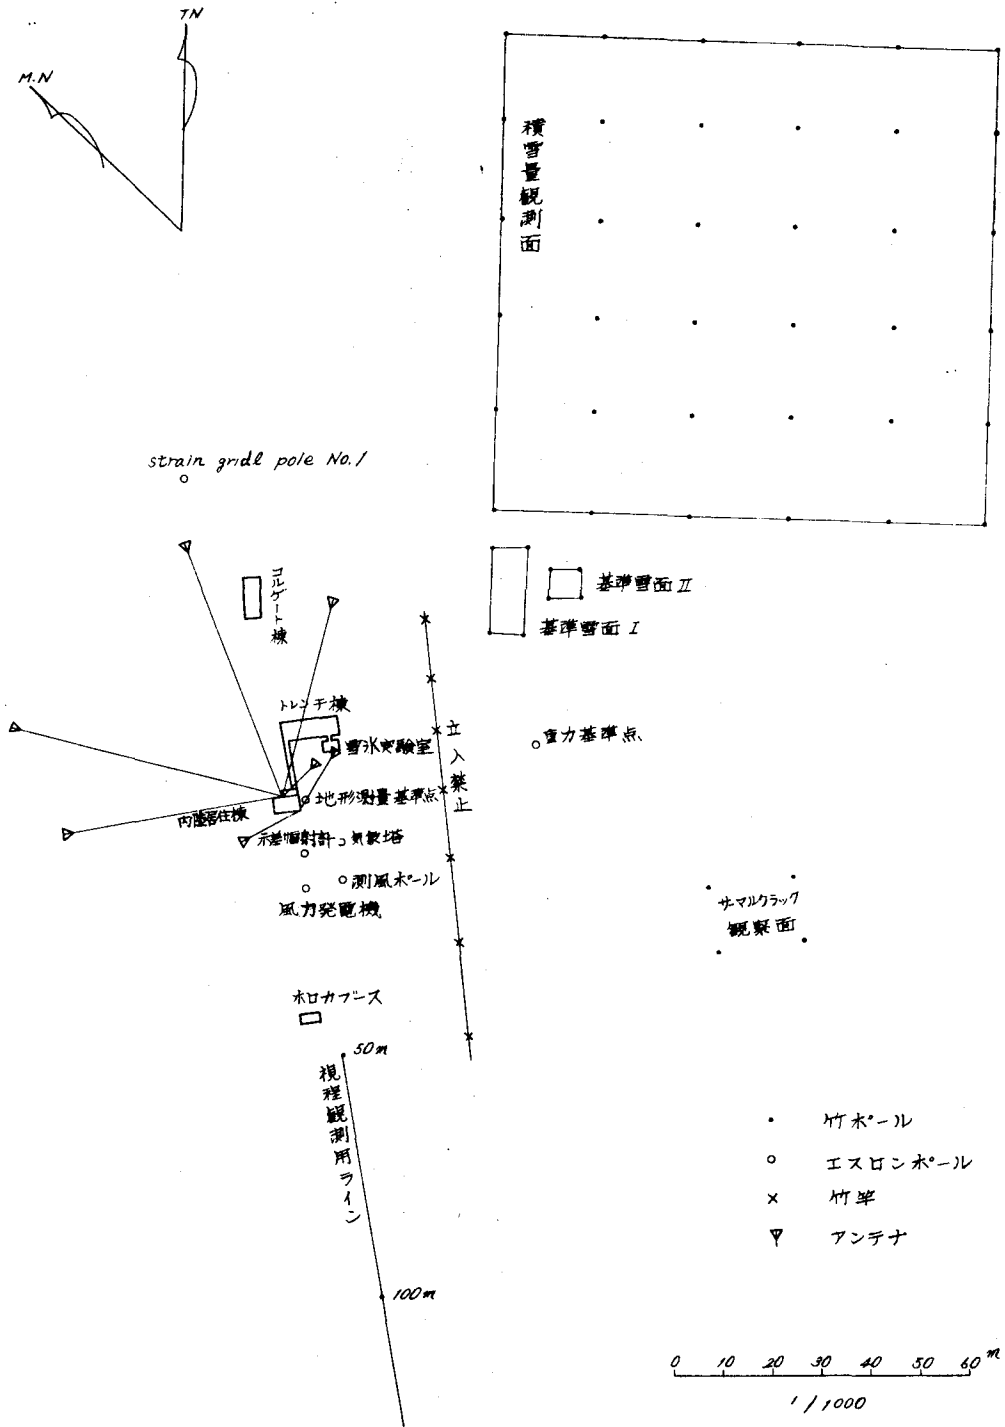 TN
M.N
積雪量観測面
strain gridl pole No.1
コルゲート棟
基準雪面 II
基準雪面 I
トレンチ棟
雪氷実験室
立入禁止
重力基準点
地形測量基準点
内陸居住棟
示差輻射計
気象塔
測風ポール
風力発電機
サーマルクラック
観察面
ホロカブース
50m
視程観測用ライン
100m
竹ポール
エスロンポール
竹竿
アンテナ
0 10 20 30 40 50 60 m
1/1000